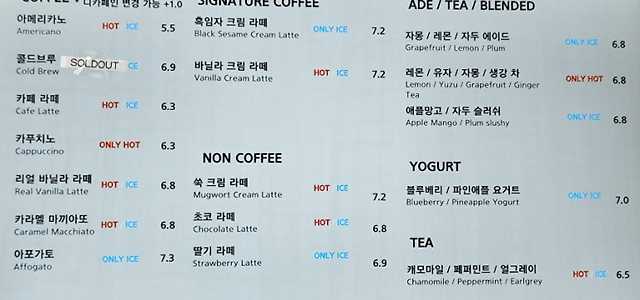 COFFEE + 디카페인 변경 가능 +1.0
아메리카노 HOT ICE 5.5
Americano
콜드브루 SOLDOUT CE 6.9
Cold Brew
카페 라떼 HOT ICE 6.3
Cafe Latte
카푸치노 ONLY HOT 6.3
Cappuccino
리얼 바닐라 라떼 HOT ICE 6.8
Real Vanilla Latte
카라멜 마끼아또 HOT ICE 6.8
Caramel Macchiato
아포가토 ONLY ICE 7.3
Affogato
SIGNATURE COFFEE
흑임자 크림 라떼 ONLY ICE 7.2
Black Sesame Cream Latte
바닐라 크림 라떼 HOT ICE 7.2
Vanilla Cream Latte
NON COFFEE
쑥 크림 라떼 HOT ICE 7.2
Mugwort Cream Latte
초코 라떼 HOT ICE 6.8
Chocolate Latte
딸기 라떼 ONLY ICE 6.9
Strawberry Latte
ADE / TEA / BLENDED
자몽 / 레몬 / 자두 에이드 ONLY ICE 6.8
Grapefruit / Lemon / Plum
레몬 / 유자 / 자몽 / 생강 차 ONLY HOT 6.8
Lemon / Yuzu / Grapefruit / Ginger
Tea
애플망고 / 자두 슬러쉬 ONLY ICE 6.8
Apple Mango / Plum slushy
YOGURT
블루베리 / 파인애플 요거트 ONLY ICE 7.0
Blueberry / Pineapple Yogurt
TEA
캐모마일 / 페퍼민트 / 얼그레이 HOT ICE 6.5
Chamomile / Peppermint / Earlgrey